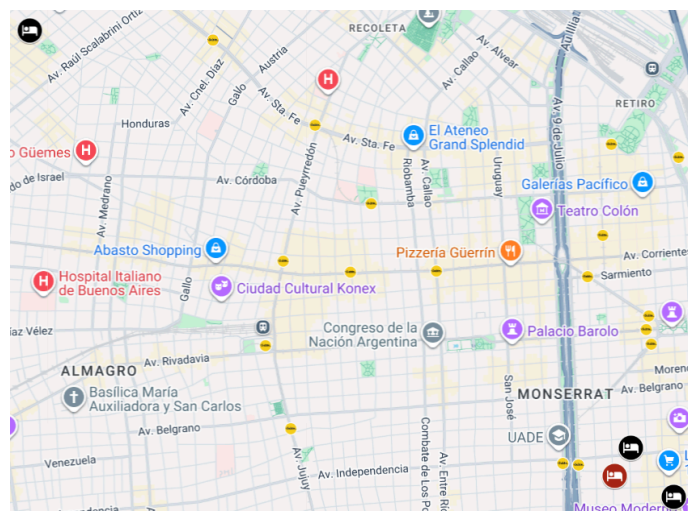 RECOLETA
Av. Raúl Scalabrini Ortiz
Av. Cnel. Díaz
Austria
Gallo
Av. Callao
Av. Alvear
RETIRO
Av. Sta. Fe
H
Honduras
Av. Pueyrredón
Av. Sta. Fe
El Ateneo
Grand Splendid
Av. 9 de Julio
o Güemes
H
do de Israel
Av. Medrano
Av. Córdoba
Riobamba
Av. Callao
Uruguay
Galerías Pacífico
Teatro Colón
Abasto Shopping
Pizzería Güerrín
Av. Corrientes
Sarmiento
H
Hospital Italiano
de Buenos Aires
Gallo
Ciudad Cultural Konex
íaz Vélez
Congreso de la
Nación Argentina
Palacio Barolo
Av. Rivadavia
ALMAGRO
Basílica María
Auxiliadora y San Carlos
San José
MONSERRAT
Moreno
Av. Belgrano
Av. Belgrano
UADE
Venezuela
Av. Jujuy
Av. Independencia
Combate de Los Po
Av. Entre Río
Museo Moderno